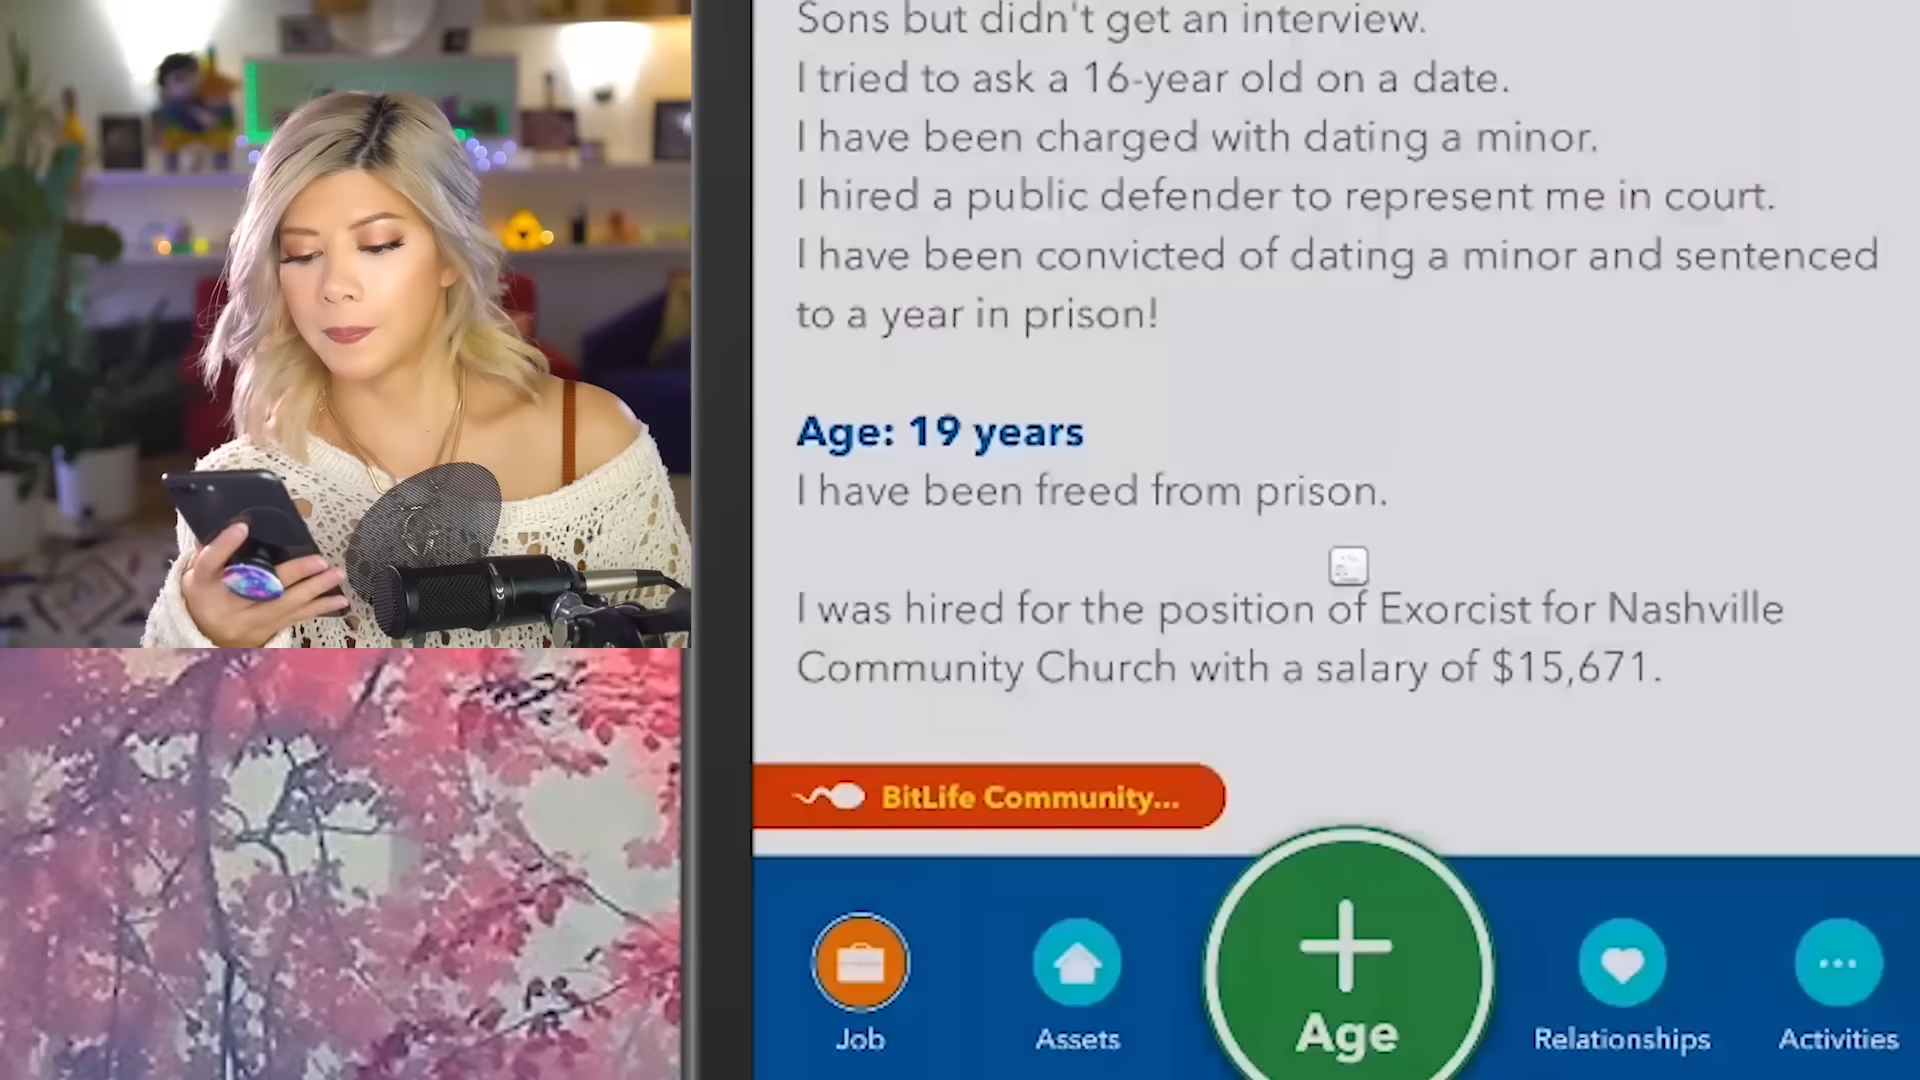 Sons but didn't get an interview.
I tried to ask a 16-year old on a date.
I have been charged with dating a minor.
I hired a public defender to represent me in court.
I have been convicted of dating a minor and sentenced
to a year in prison!
Age: 19 years
I have been freed from prison.
I was hired for the position of Exorcist for Nashville
Community Church with a salary of $15,671.
BitLife Community...
Job
Assets
Age
Relationships
Activities